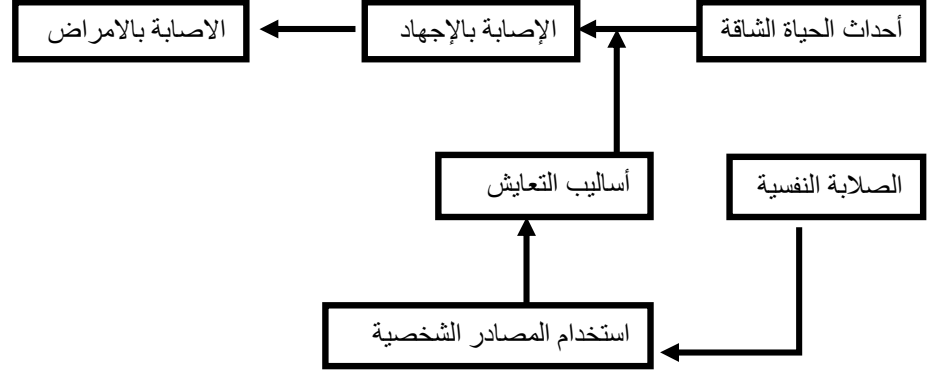 أحداث الحياة الشاقة
الإصابة بالإجهاد
الاصابة بالامراض
الصلابة النفسية
أساليب التعايش
استخدام المصادر الشخصية